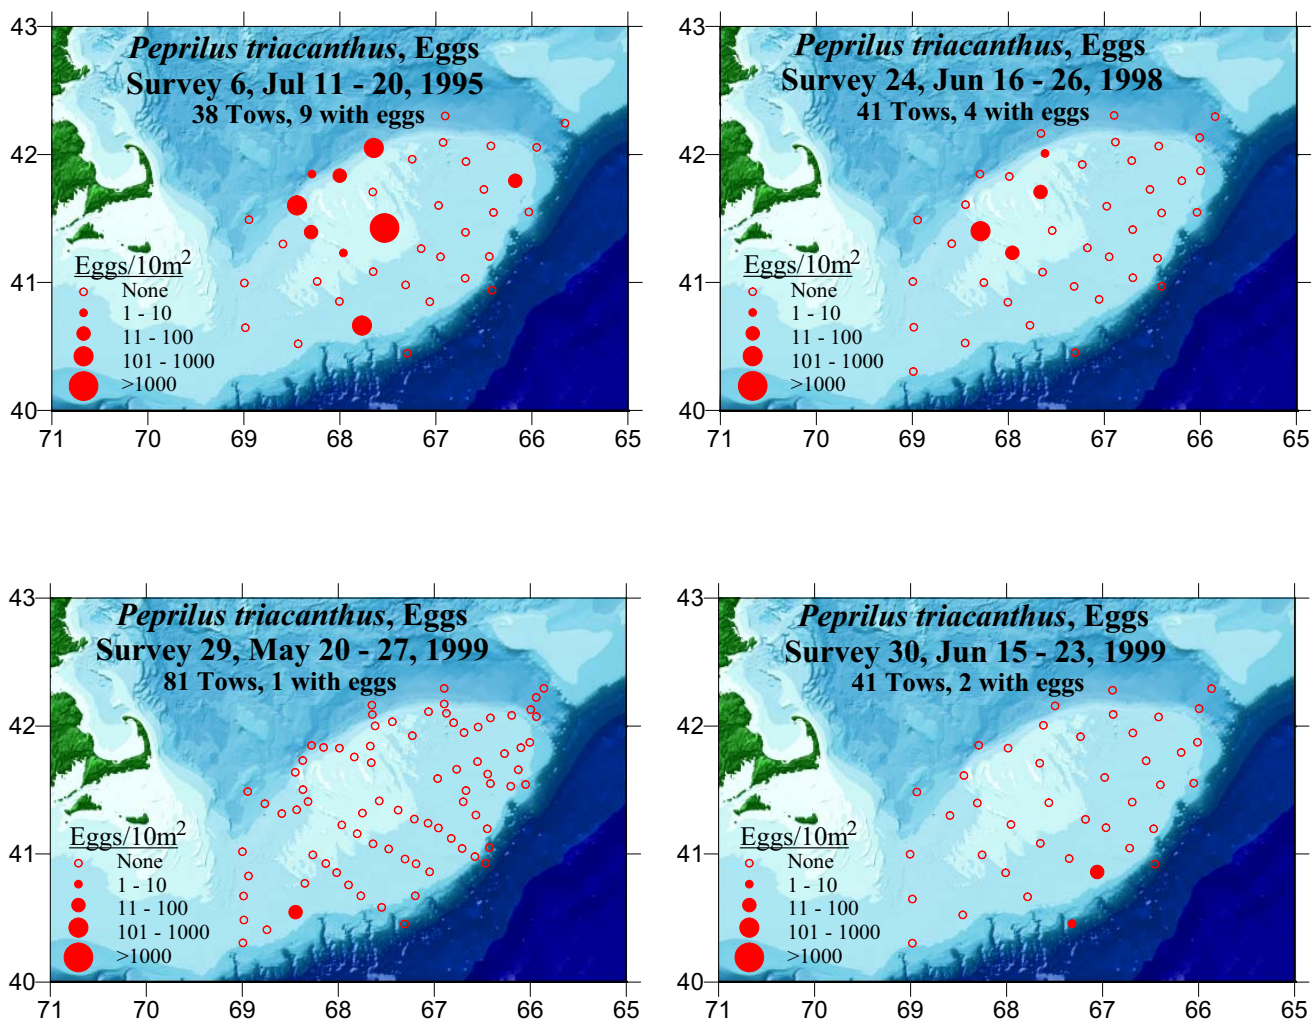 Peprilus triacanthus, Eggs
Survey 6, Jul 11 - 20, 1995
38 Tows, 9 with eggs
43
42
41
40
Eggs/10m2
None
1 - 10
11 - 100
101 - 1000
>1000
71 70 69 68 67 66 65
Peprilus triacanthus, Eggs
Survey 24, Jun 16 - 26, 1998
41 Tows, 4 with eggs
43
42
41
40
Eggs/10m2
None
1 - 10
11 - 100
101 - 1000
>1000
71 70 69 68 67 66 65
Peprilus triacanthus, Eggs
Survey 29, May 20 - 27, 1999
81 Tows, 1 with eggs
43
42
41
40
Eggs/10m2
None
1 - 10
11 - 100
101 - 1000
>1000
71 70 69 68 67 66 65
Peprilus triacanthus, Eggs
Survey 30, Jun 15 - 23, 1999
41 Tows, 2 with eggs
43
42
41
40
Eggs/10m2
None
1 - 10
11 - 100
101 - 1000
>1000
71 70 69 68 67 66 65